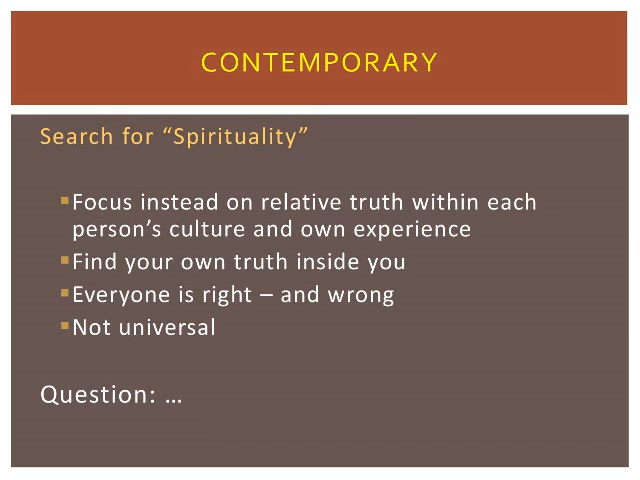 CONTEMPORARY
Search for “Spirituality”
▪Focus instead on relative truth within each
person’s culture and own experience
▪Find your own truth inside you
▪Everyone is right – and wrong
▪Not universal
Question: …